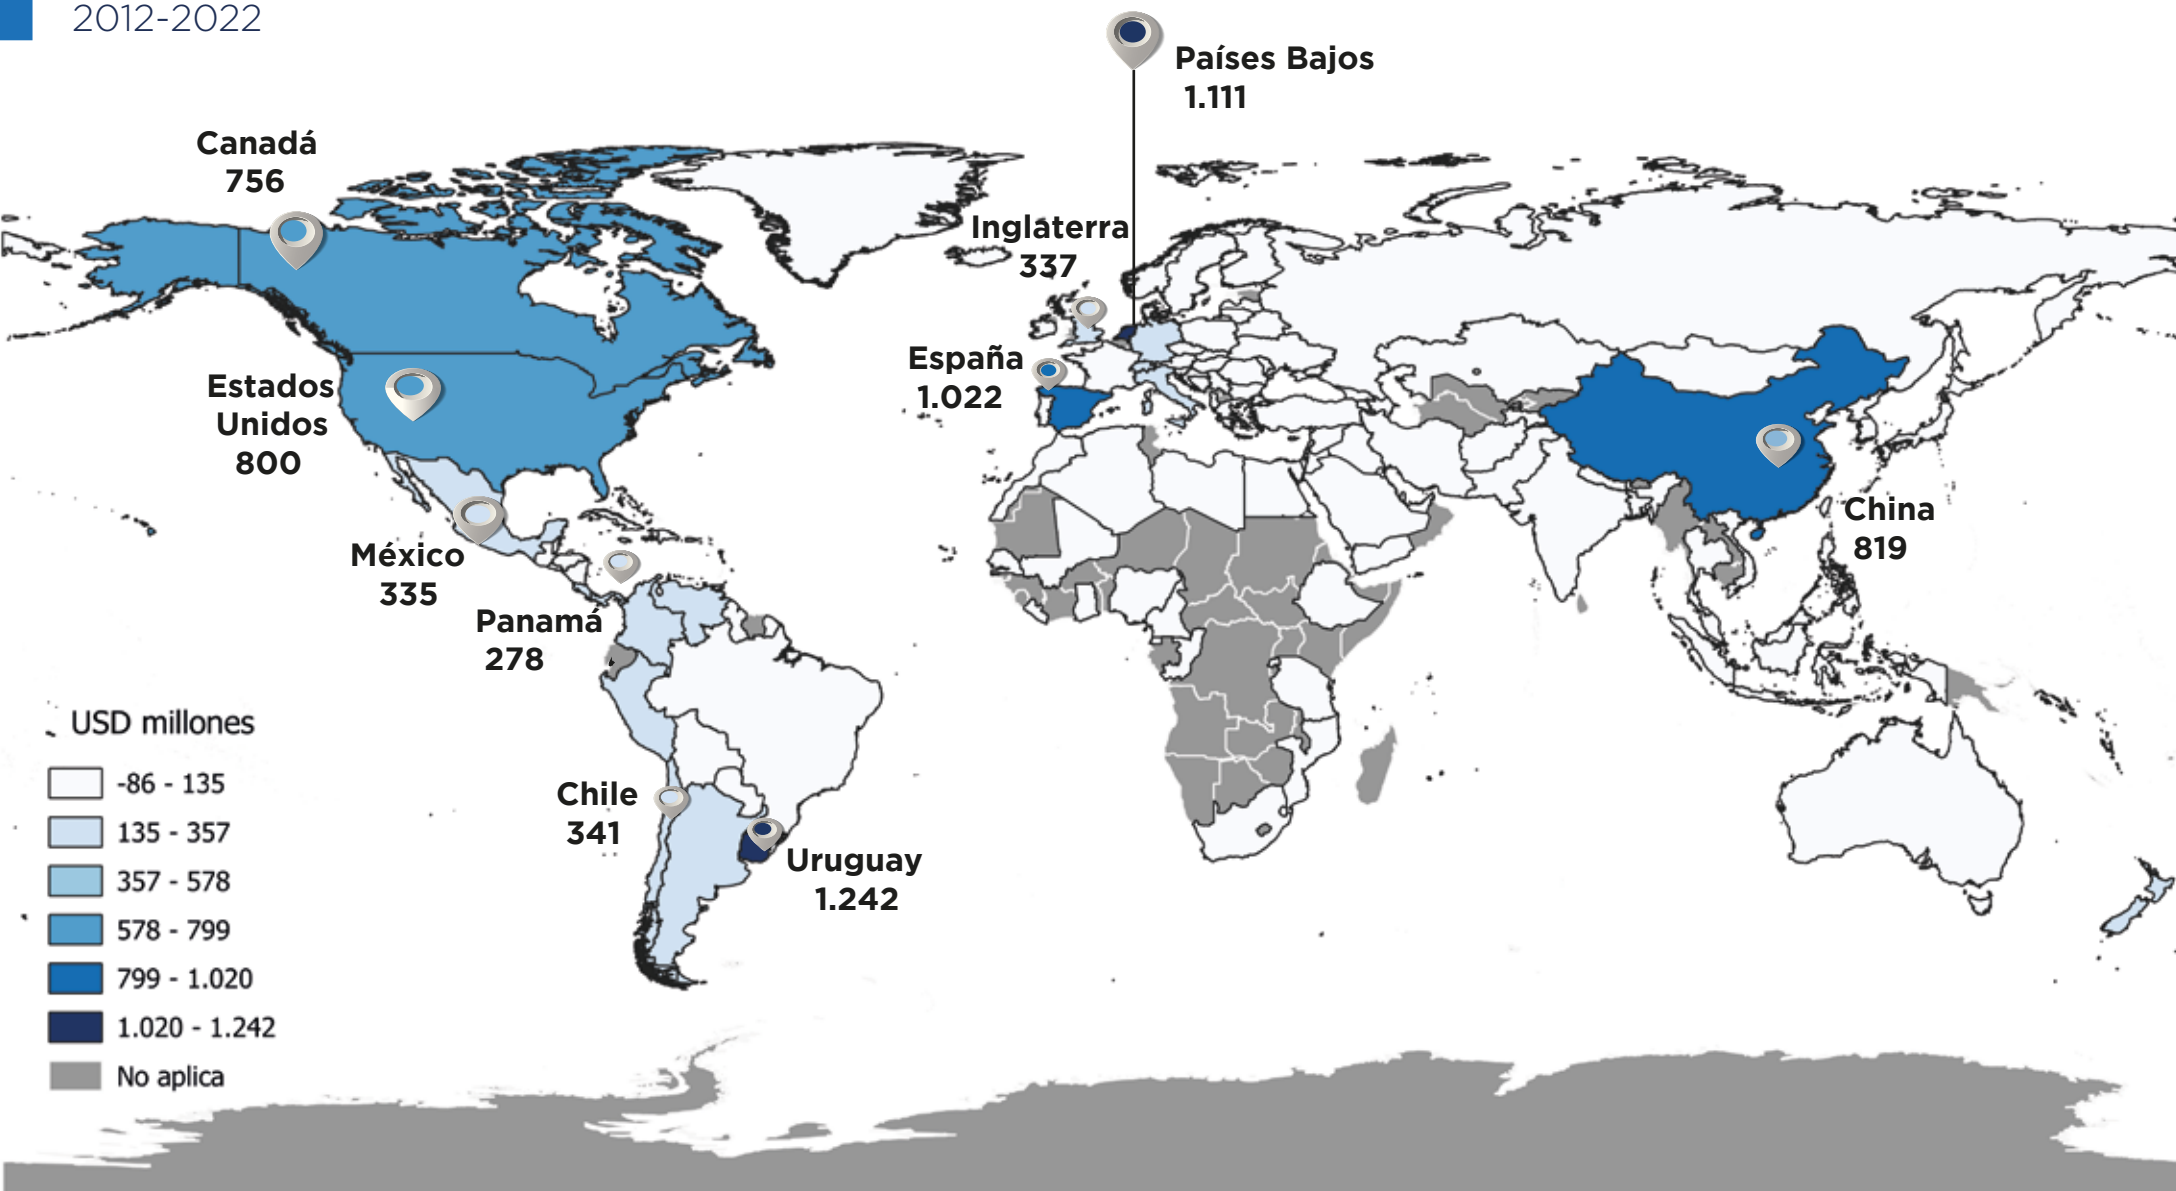 2012-2022
Países Bajos
1.111
Canadá
756
Inglaterra
337
España
1.022
Estados
Unidos
800
China
819
México
335
Panamá
278
Chile
341
Uruguay
1.242
USD millones
-86 - 135
135 - 357
357 - 578
578 - 799
799 - 1.020
1.020 - 1.242
No aplica